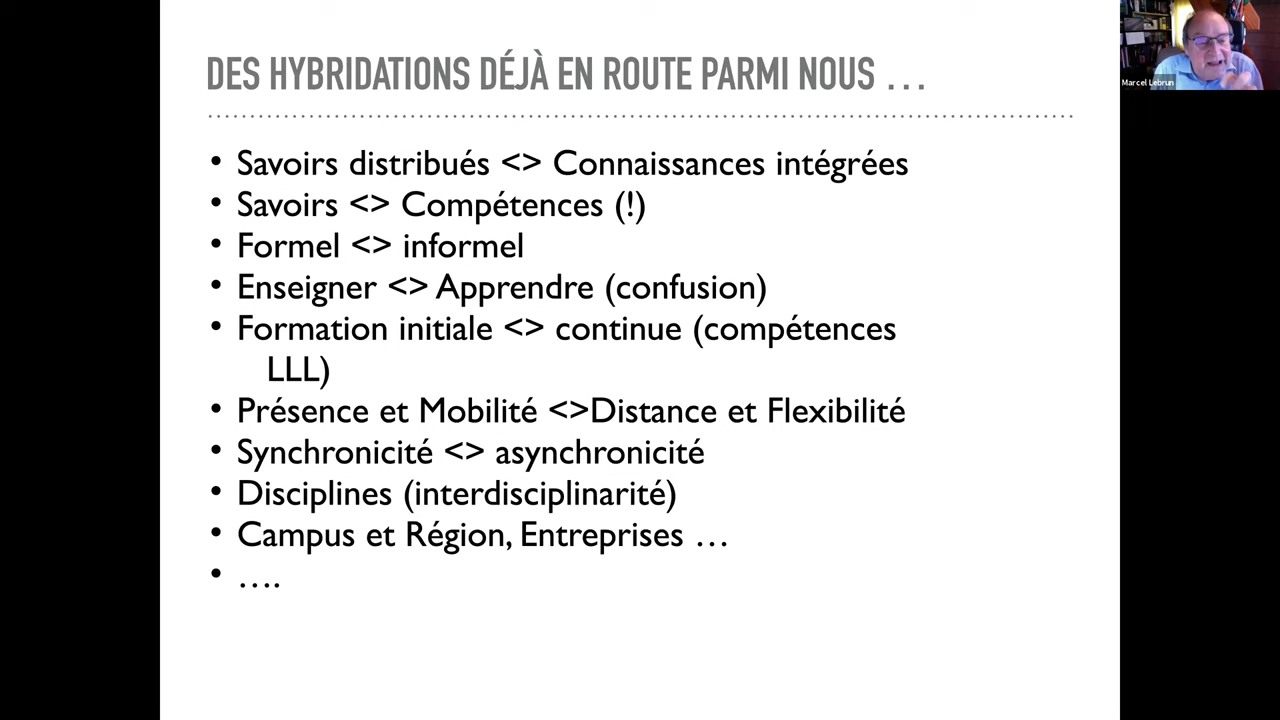 DES HYBRIDATIONS DÉJÀ EN ROUTE PARMI NOUS …
• Savoirs distribués <> Connaissances intégrées
• Savoirs <> Compétences (!)
• Formel <> informel
• Enseigner <> Apprendre (confusion)
• Formation initiale <> continue (compétences
LLL)
• Présence et Mobilité <>Distance et Flexibilité
• Synchronicité <> asynchronicité
• Disciplines (interdisciplinarité)
• Campus et Région, Entreprises …
• ….
Marcel Lebrun